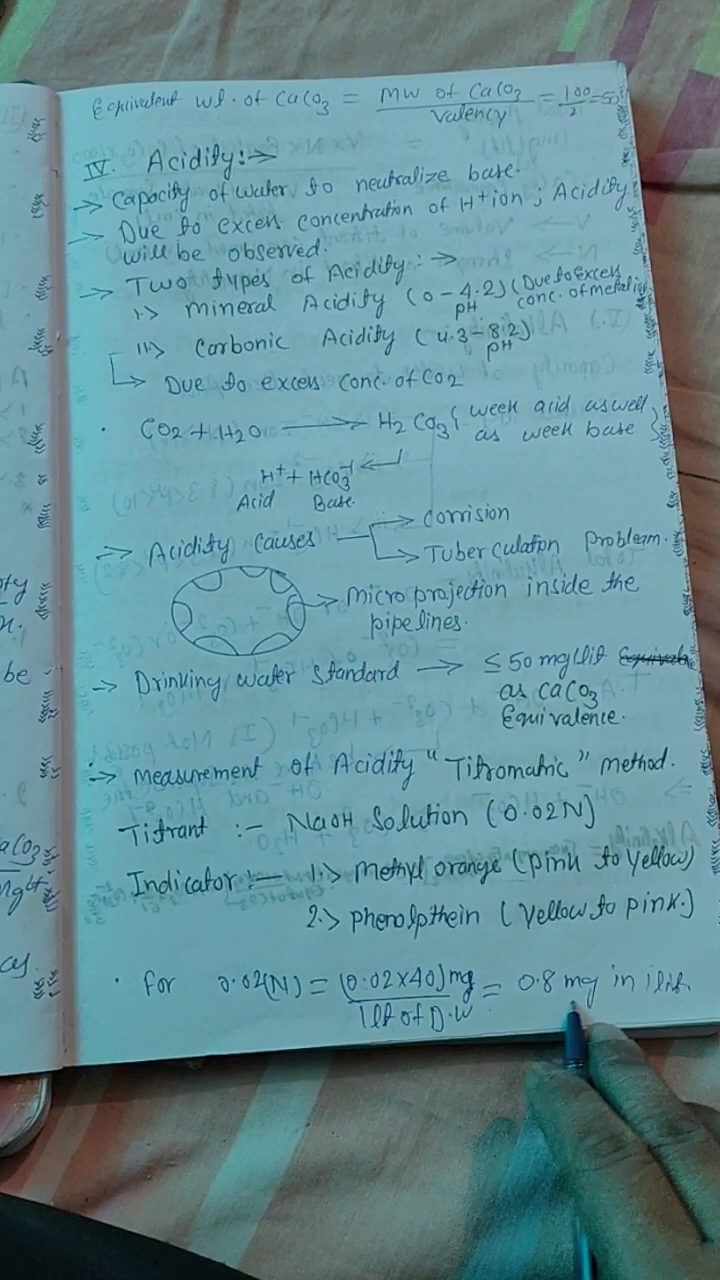 Equivalent wt. of CaCO3 = MW of CaCO3 / Valency = 100/2 = 50
IV. Acidity:→
→ Capacity of water to neutralize base.
→ Due to excess concentration of H+ ion ; Acidity
will be observed.
→ Two types of Acidity : →
i.> mineral Acidity (0 - 4.2) pH (Due to excess
conc. of metallic
ii.> Carbonic Acidity (4.3 - 8.2) pH
Due to excess conc. of CO2
. CO2 + H2O → H2CO3 { week acid as well
as week base }
H+ + HCO3-1
Acid Base.
→ Acidity causes → Corrision
→ Tuberculation Problem.
→ micro projection inside the
pipelines.
→ Drinking water standard → ≤ 50 mg/lit
as CaCO3
Equivalence.
→ measurement of Acidity "Titromatric" method.
Titrant :- NaOH Solution (0.02N)
Indicator :- 1.> methyl orange (pink to yellow)
2.> phenolpthein (yellow to pink.)
. for 0.02(N) = (0.02x40)mg / 1 lit of D.W = 0.8 mg in 1 lit.